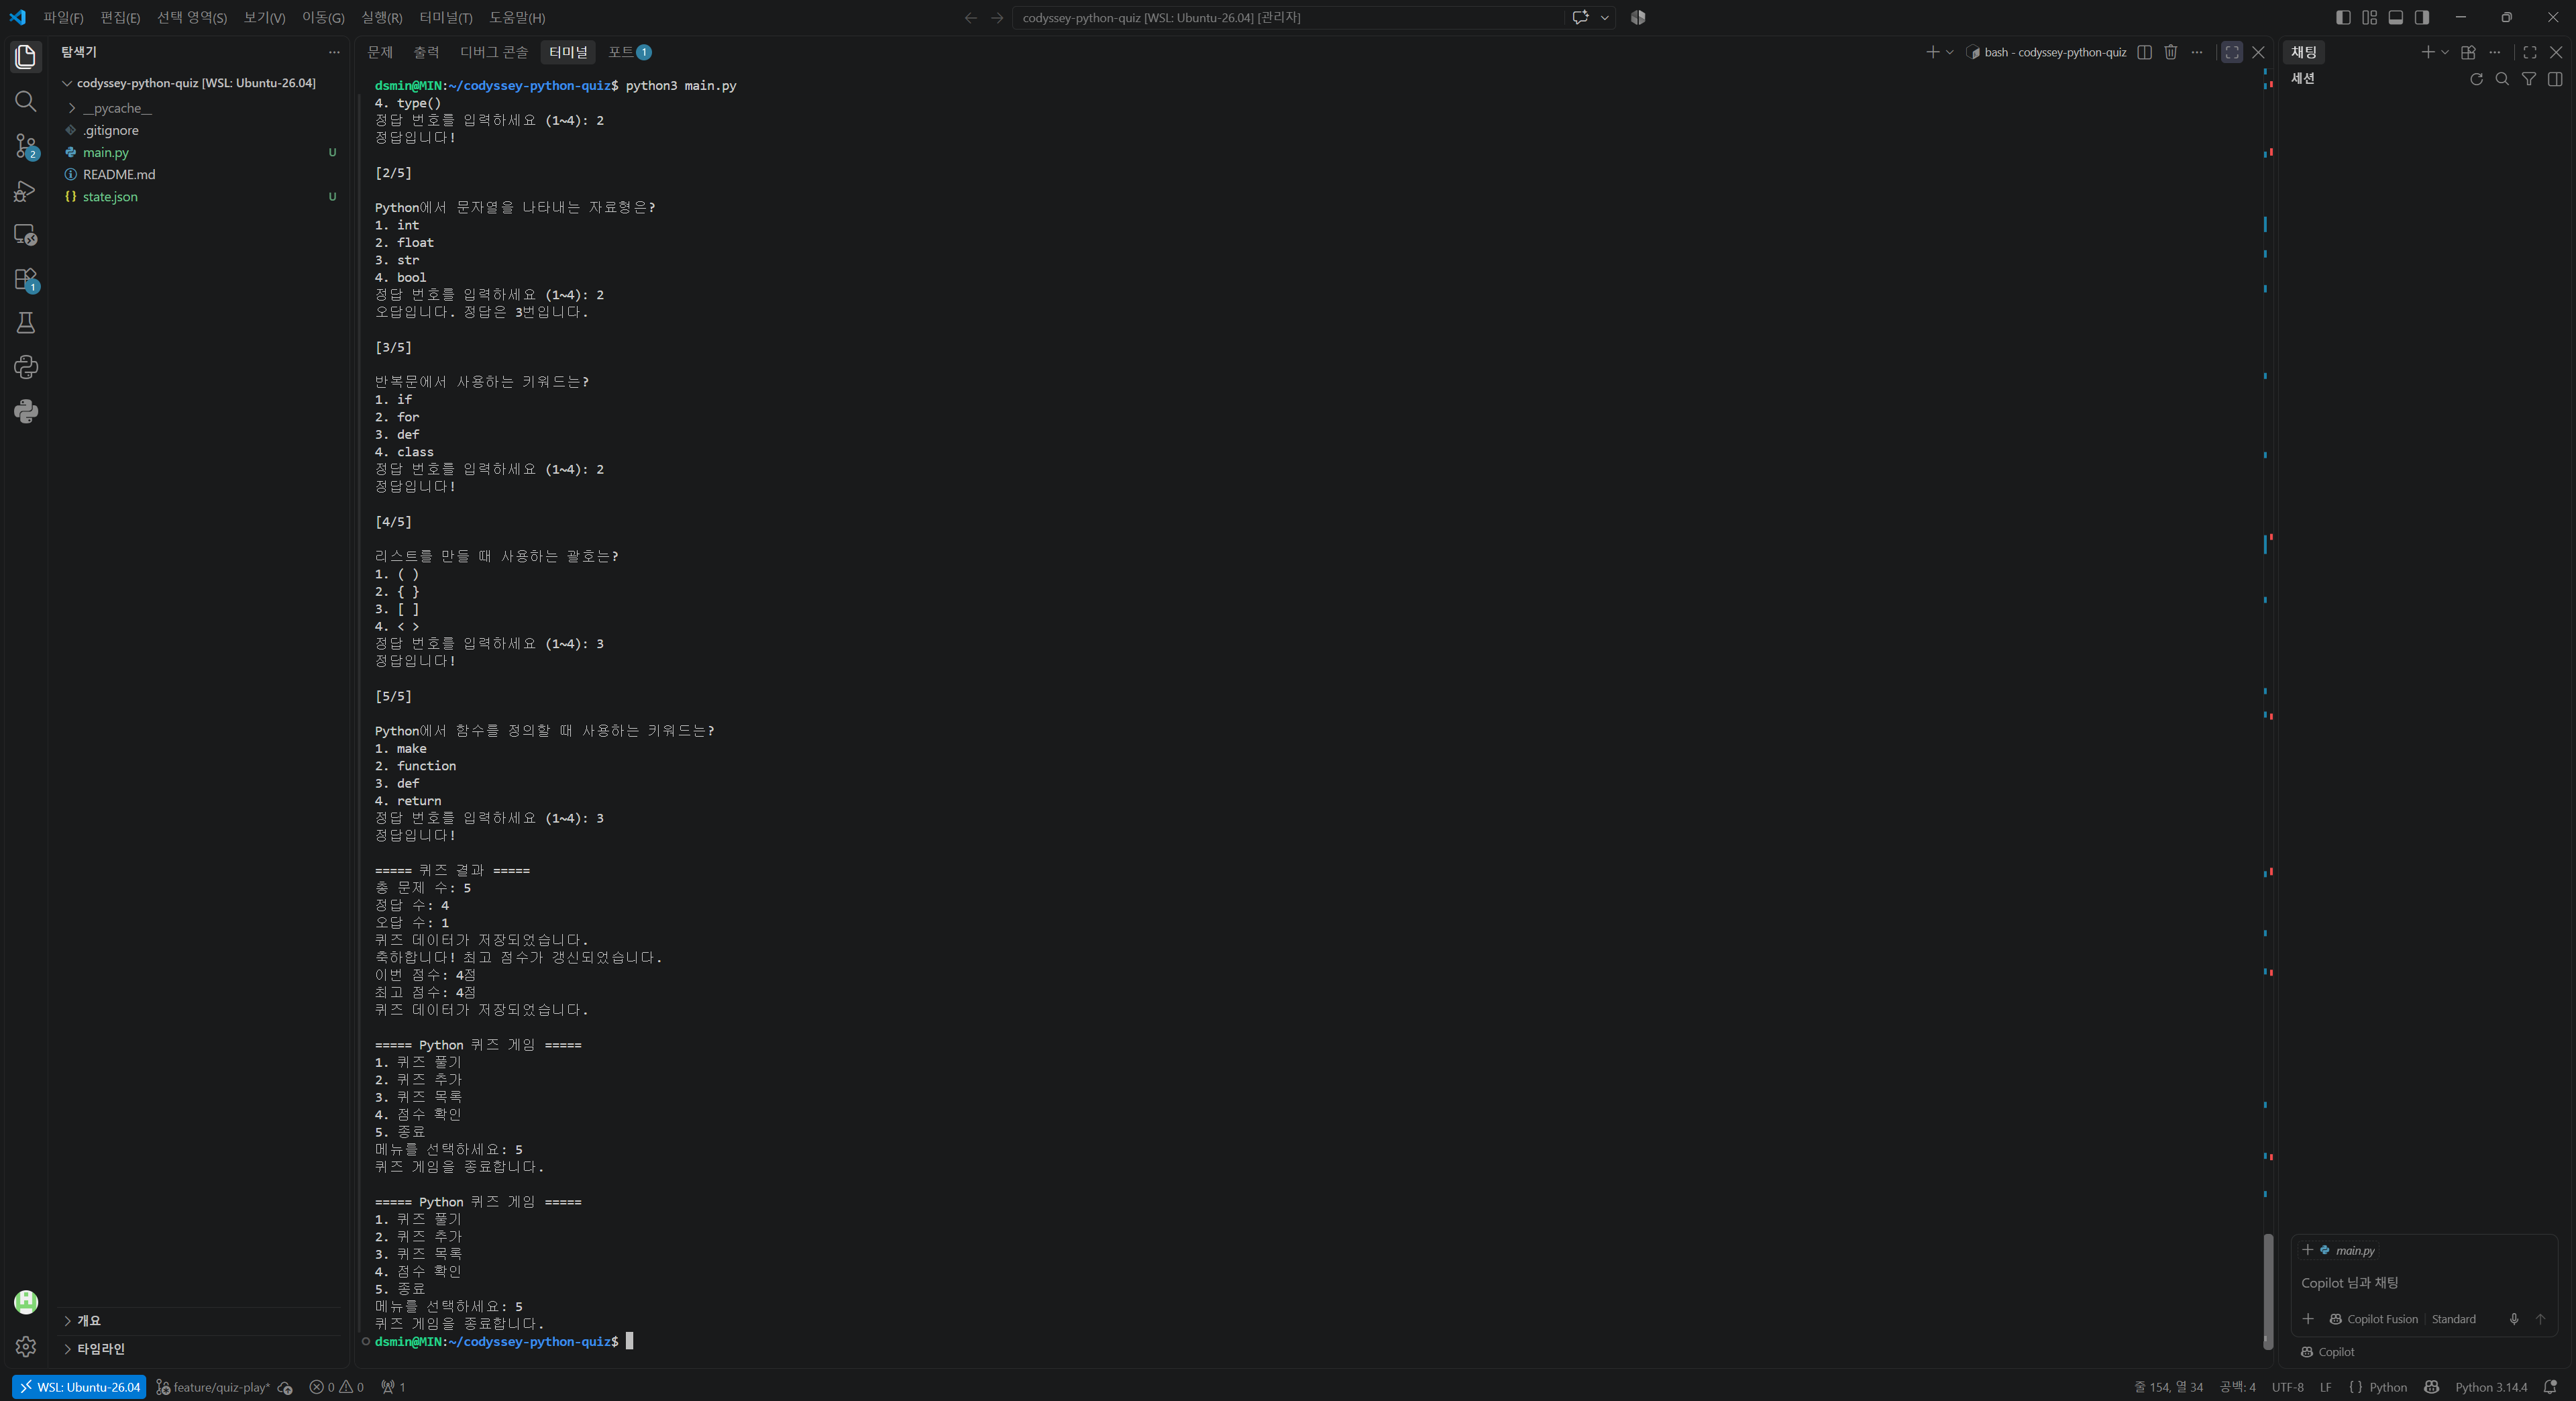 파일(F) 편집(E) 선택 영역(S) 보기(V) 이동(G) 실행(R) 터미널(T) 도움말(H)
codyssey-python-quiz [WSL: Ubuntu-26.04] [관리자]
탐색기
codyssey-python-quiz [WSL: Ubuntu-26.04]
__pycache__
.gitignore
main.py U
README.md
state.json U
2
1
개요
타임라인
문제 출력 디버그 콘솔 터미널 포트 1
bash - codyssey-python-quiz
dsmin@MIN:~/codyssey-python-quiz$ python3 main.py
4. type()
정답 번호를 입력하세요 (1~4): 2
정답입니다!
[2/5]
Python에서 문자열을 나타내는 자료형은?
1. int
2. float
3. str
4. bool
정답 번호를 입력하세요 (1~4): 2
오답입니다. 정답은 3번입니다.
[3/5]
반복문에서 사용하는 키워드는?
1. if
2. for
3. def
4. class
정답 번호를 입력하세요 (1~4): 2
정답입니다!
[4/5]
리스트를 만들 때 사용하는 괄호는?
1. ( )
2. { }
3. [ ]
4. < >
정답 번호를 입력하세요 (1~4): 3
정답입니다!
[5/5]
Python에서 함수를 정의할 때 사용하는 키워드는?
1. make
2. function
3. def
4. return
정답 번호를 입력하세요 (1~4): 3
정답입니다!
===== 퀴즈 결과 =====
총 문제 수: 5
정답 수: 4
오답 수: 1
퀴즈 데이터가 저장되었습니다.
축하합니다! 최고 점수가 갱신되었습니다.
이번 점수: 4점
최고 점수: 4점
퀴즈 데이터가 저장되었습니다.
===== Python 퀴즈 게임 =====
1. 퀴즈 풀기
2. 퀴즈 추가
3. 퀴즈 목록
4. 점수 확인
5. 종료
메뉴를 선택하세요: 5
퀴즈 게임을 종료합니다.
===== Python 퀴즈 게임 =====
1. 퀴즈 풀기
2. 퀴즈 추가
3. 퀴즈 목록
4. 점수 확인
5. 종료
메뉴를 선택하세요: 5
퀴즈 게임을 종료합니다.
dsmin@MIN:~/codyssey-python-quiz$
채팅
세션
main.py
Copilot 님과 채팅
Copilot Fusion Standard
Copilot
WSL: Ubuntu-26.04 feature/quiz-play* 0 0 1
줄 154, 열 34 공백: 4 UTF-8 LF { } Python Python 3.14.4